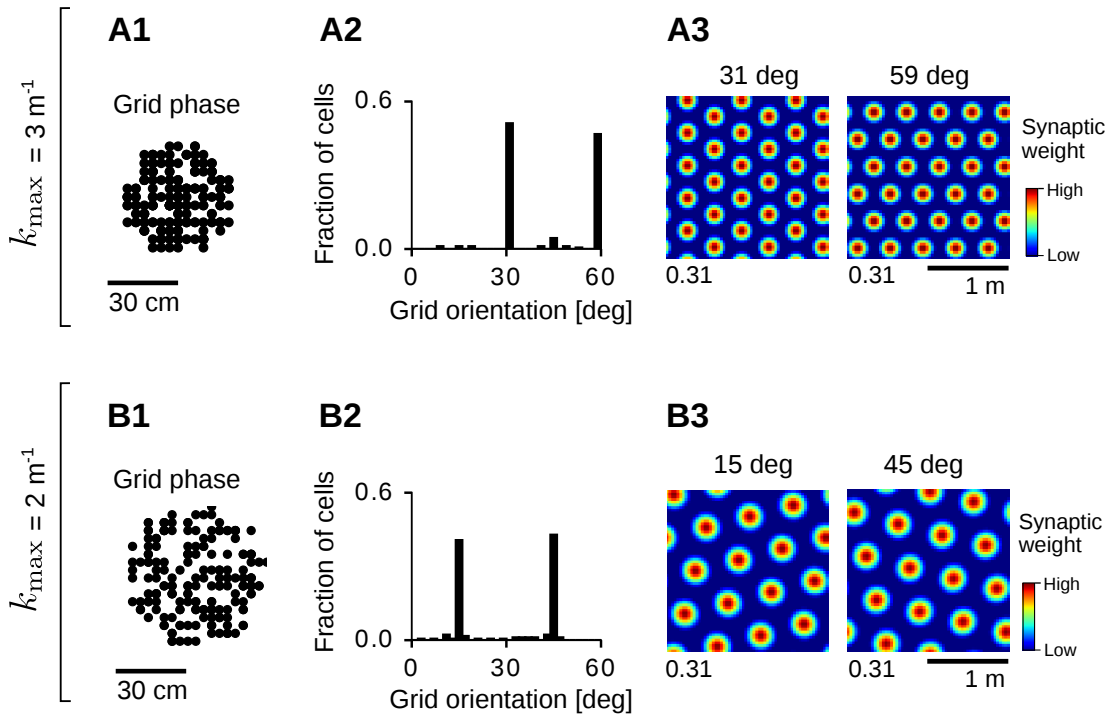 A1
A2
A3
k_max = 3 m⁻¹
Grid phase
30 cm
Fraction of cells
0.6
0.0
0
30
60
Grid orientation [deg]
31 deg
59 deg
0.31
0.31
1 m
Synaptic
weight
High
Low
B1
B2
B3
k_max = 2 m⁻¹
Grid phase
30 cm
Fraction of cells
0.6
0.0
0
30
60
Grid orientation [deg]
15 deg
45 deg
0.31
0.31
1 m
Synaptic
weight
High
Low